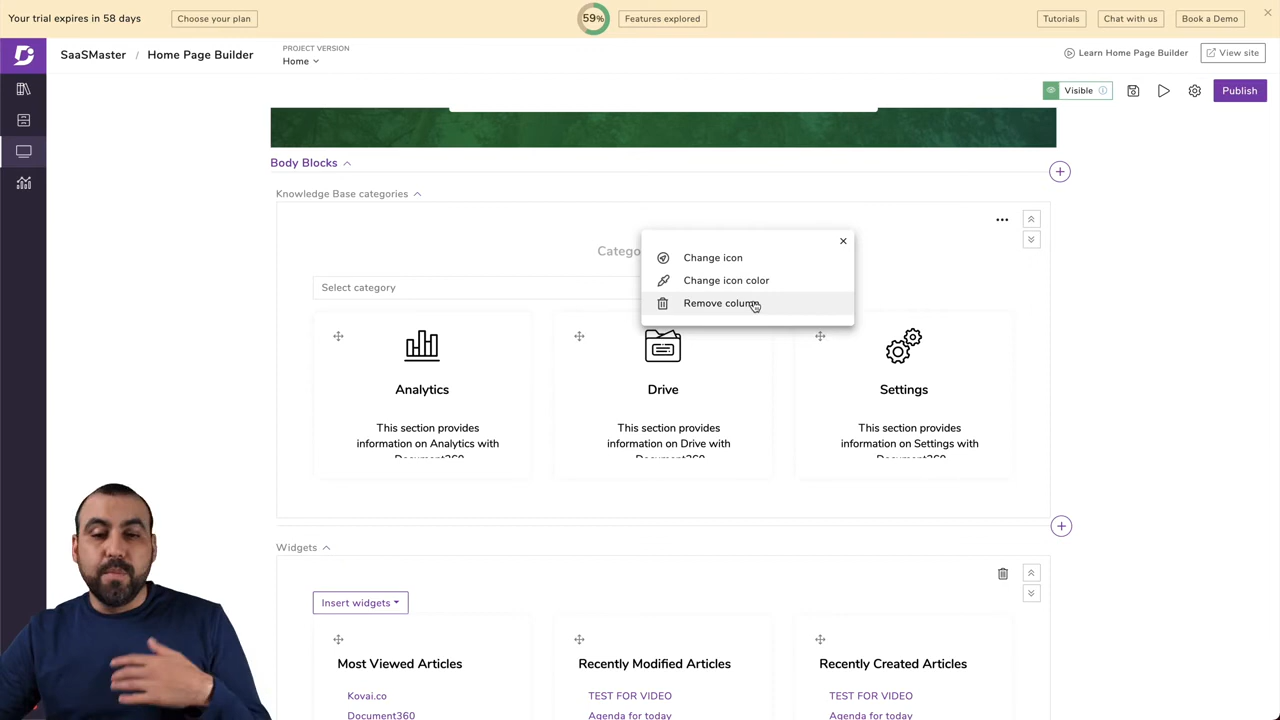 Your trial expires in 58 days
Choose your plan
59%
Features explored
Tutorials
Chat with us
Book a Demo
SaaSMaster / Home Page Builder
PROJECT VERSION
Home
Learn Home Page Builder
View site
Visible
Publish
Body Blocks
Knowledge Base categories
Change icon
Change icon color
Remove column
Select category
Analytics
This section provides
information on Analytics with
Document360
Drive
This section provides
information on Drive with
Document360
Settings
This section provides
information on Settings with
Document360
Widgets
Insert widgets
Most Viewed Articles
Kovai.co
Document360
Recently Modified Articles
TEST FOR VIDEO
Agenda for today
Recently Created Articles
TEST FOR VIDEO
Agenda for today